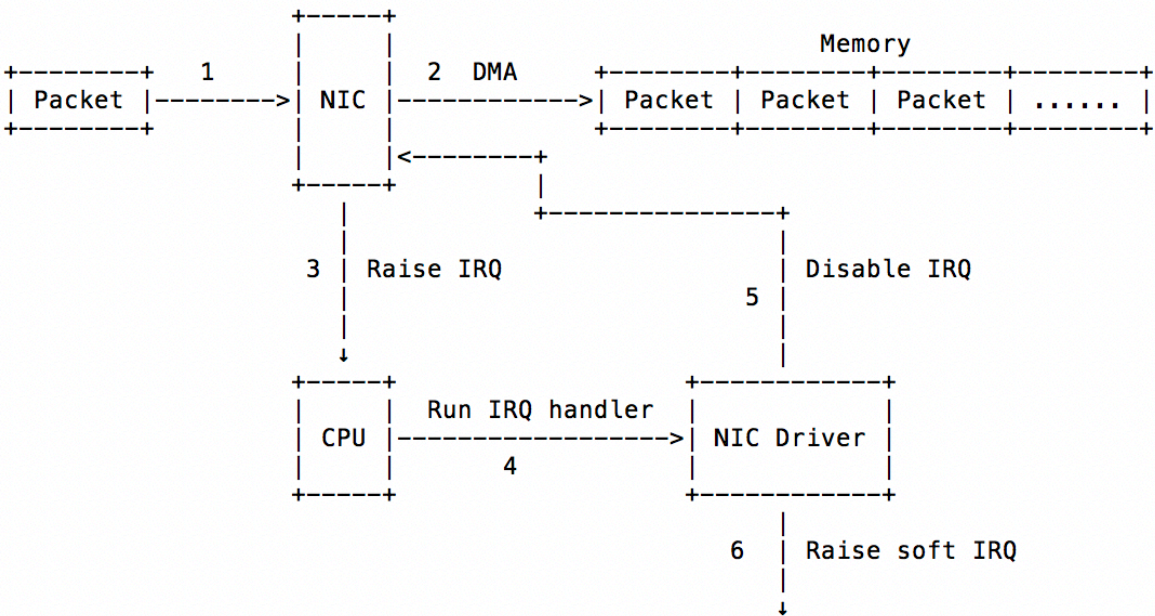 Memory
1
2 DMA
Packet
NIC
Packet
Packet
Packet
......
3
Raise IRQ
Disable IRQ
5
Run IRQ handler
CPU
NIC Driver
4
6
Raise soft IRQ